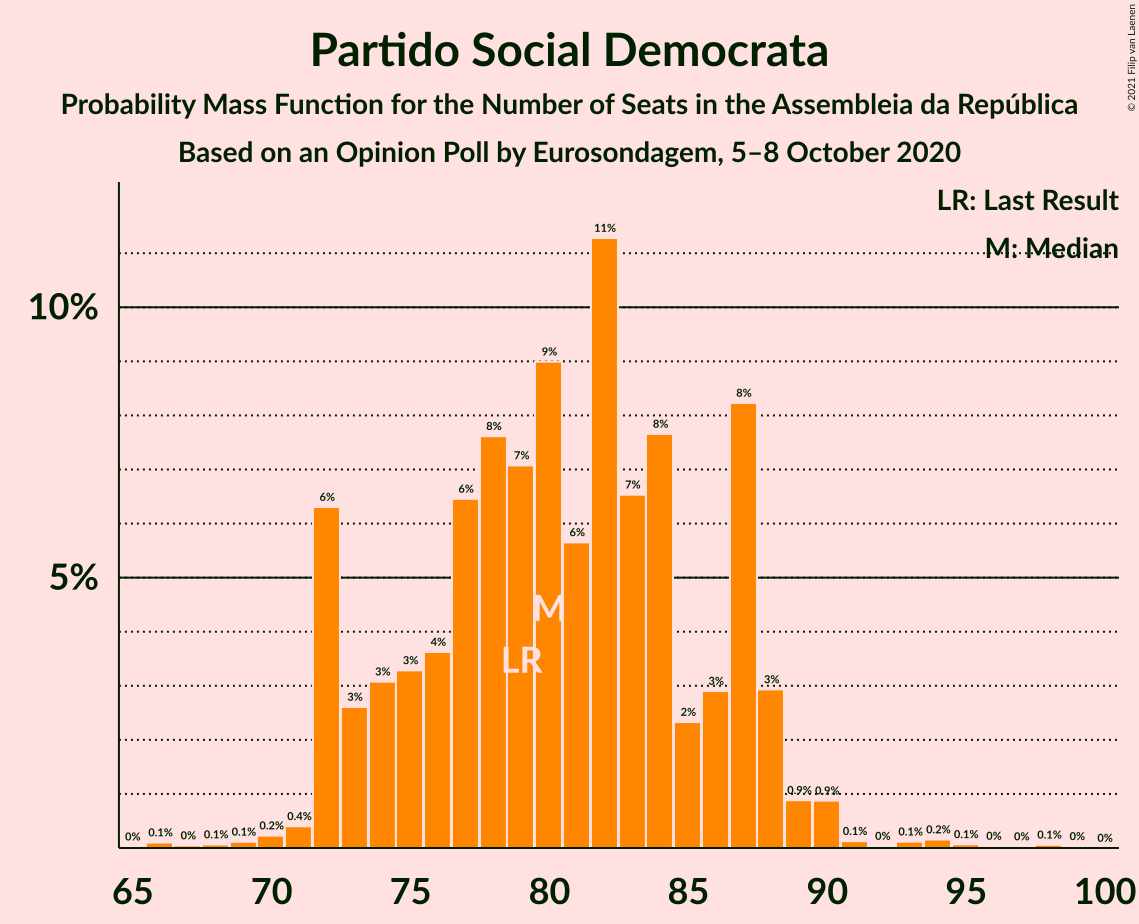 Partido Social Democrata
Probability Mass Function for the Number of Seats in the Assembleia da República
Based on an Opinion Poll by Eurosondagem, 5–8 October 2020
© 2021 Filip van Laenen
LR: Last Result
M: Median
10%
5%
0% 0.1% 0% 0.1% 0.1% 0.2% 0.4% 6% 3% 3% 3% 4% 6% 8% 7% 9% 6% 11% 7% 8% 2% 3% 8% 3% 0.9% 0.9% 0.1% 0% 0.1% 0.2% 0.1% 0% 0% 0.1% 0% 0%
M
LR
65 70 75 80 85 90 95 100